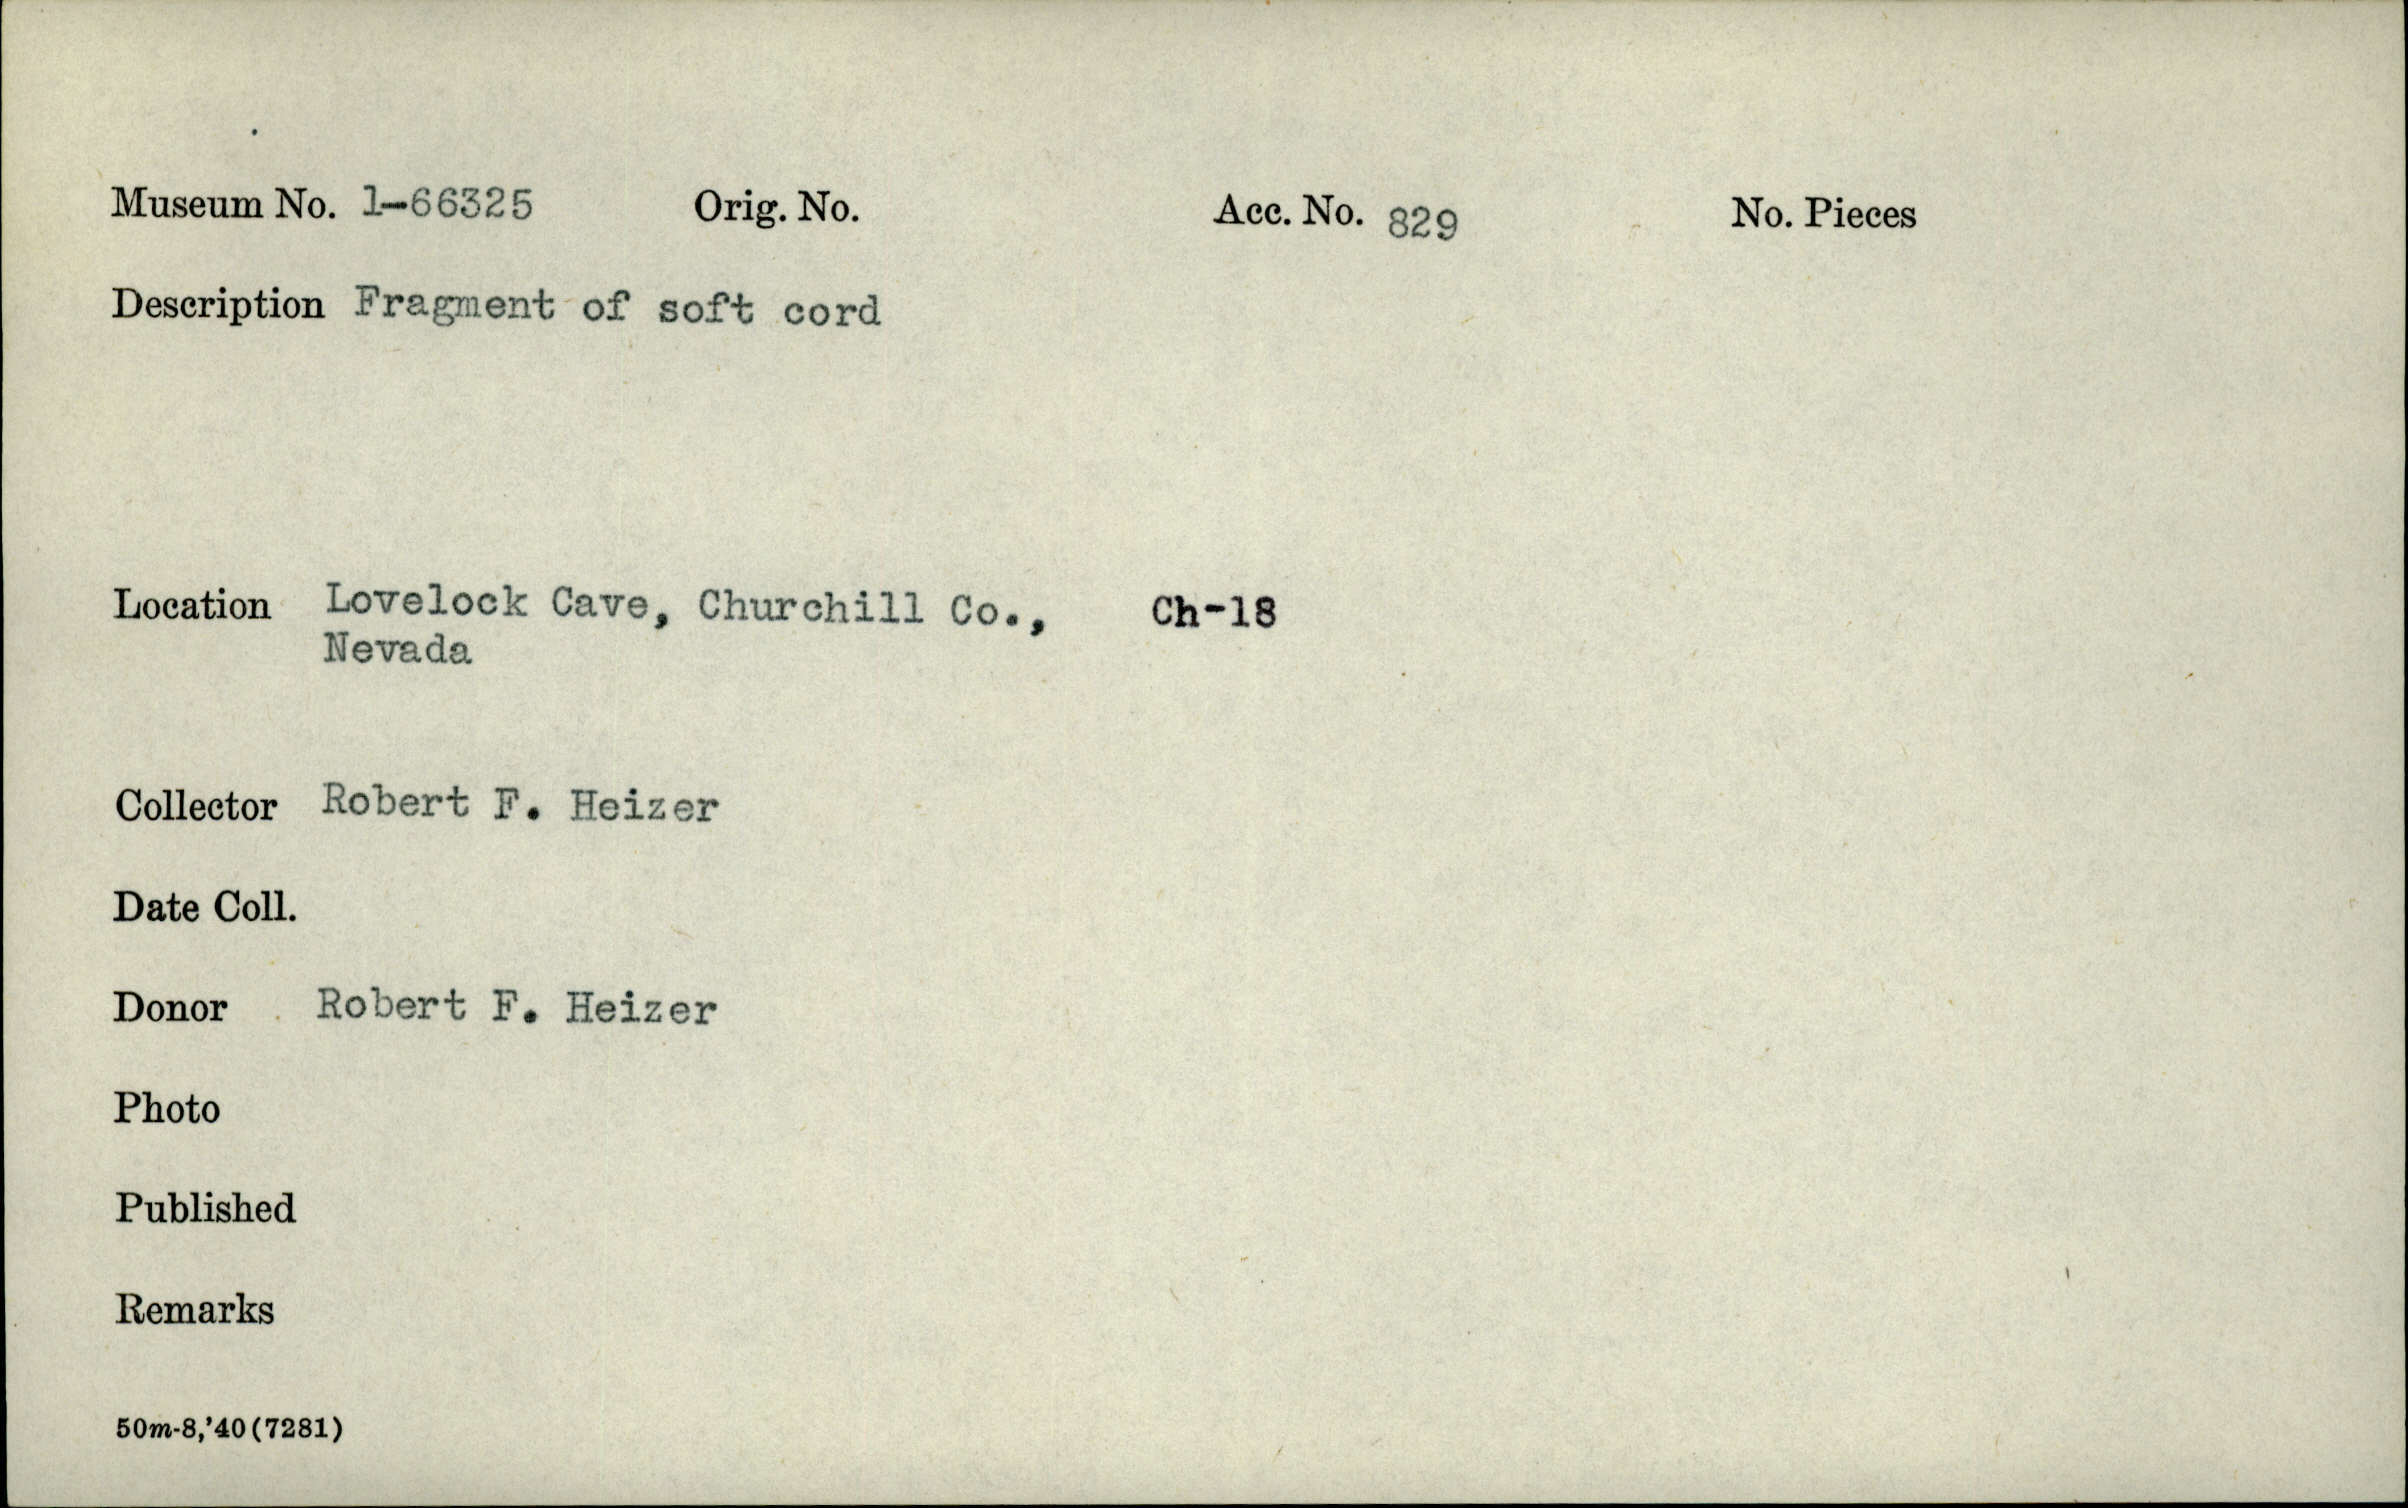 Museum No. 1-66325 Orig. No. Acc. No. 829 No. Pieces
Description Fragment of soft cord
Location Lovelock Cave, Churchill Co., Ch-18
Nevada
Collector Robert F. Heizer
Date Coll.
Donor Robert F. Heizer
Photo
Published
Remarks
50m-8,'40(7281)